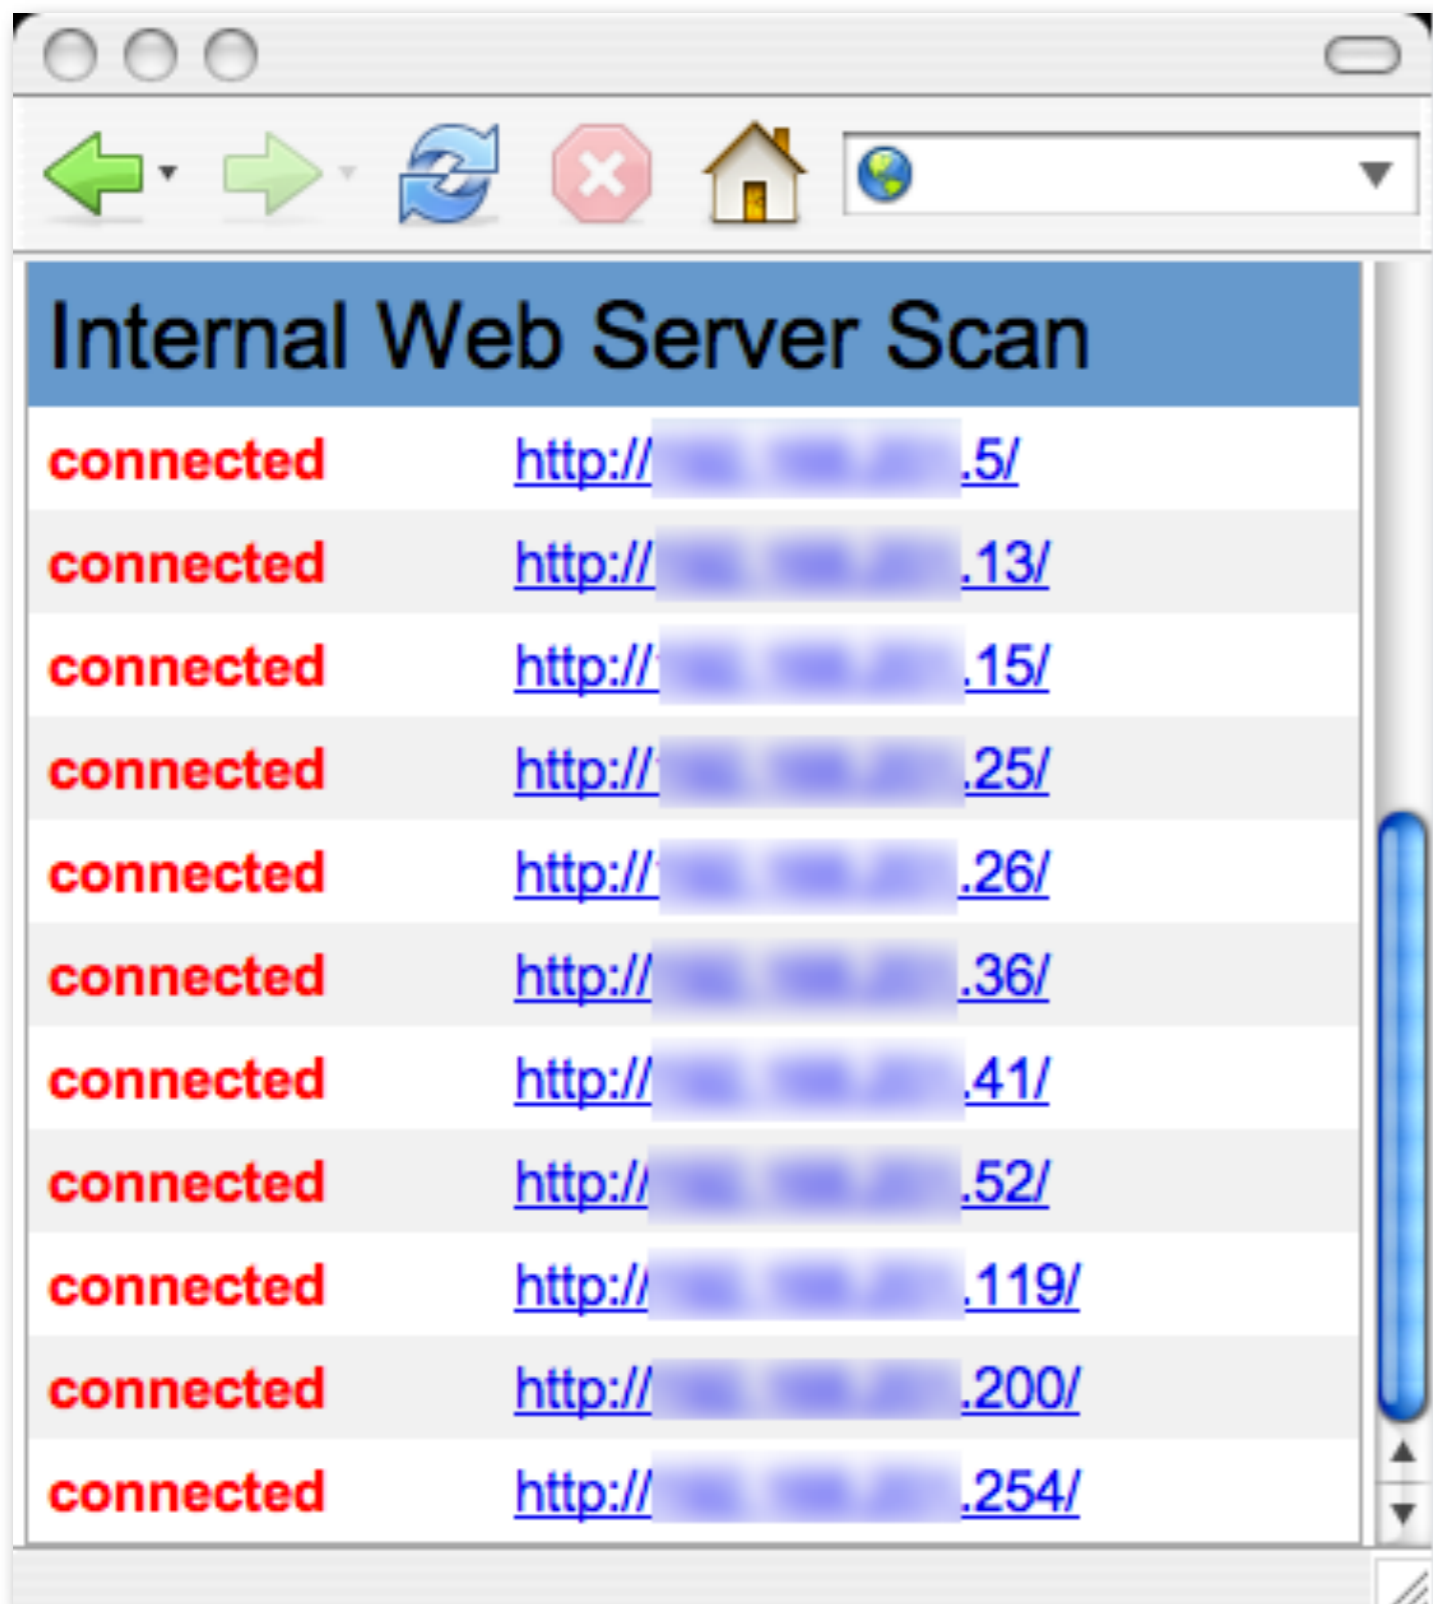 Internal Web Server Scan
connected http:// .5/
connected http:// .13/
connected http:// .15/
connected http:// .25/
connected http:// .26/
connected http:// .36/
connected http:// .41/
connected http:// .52/
connected http:// .119/
connected http:// .200/
connected http:// .254/